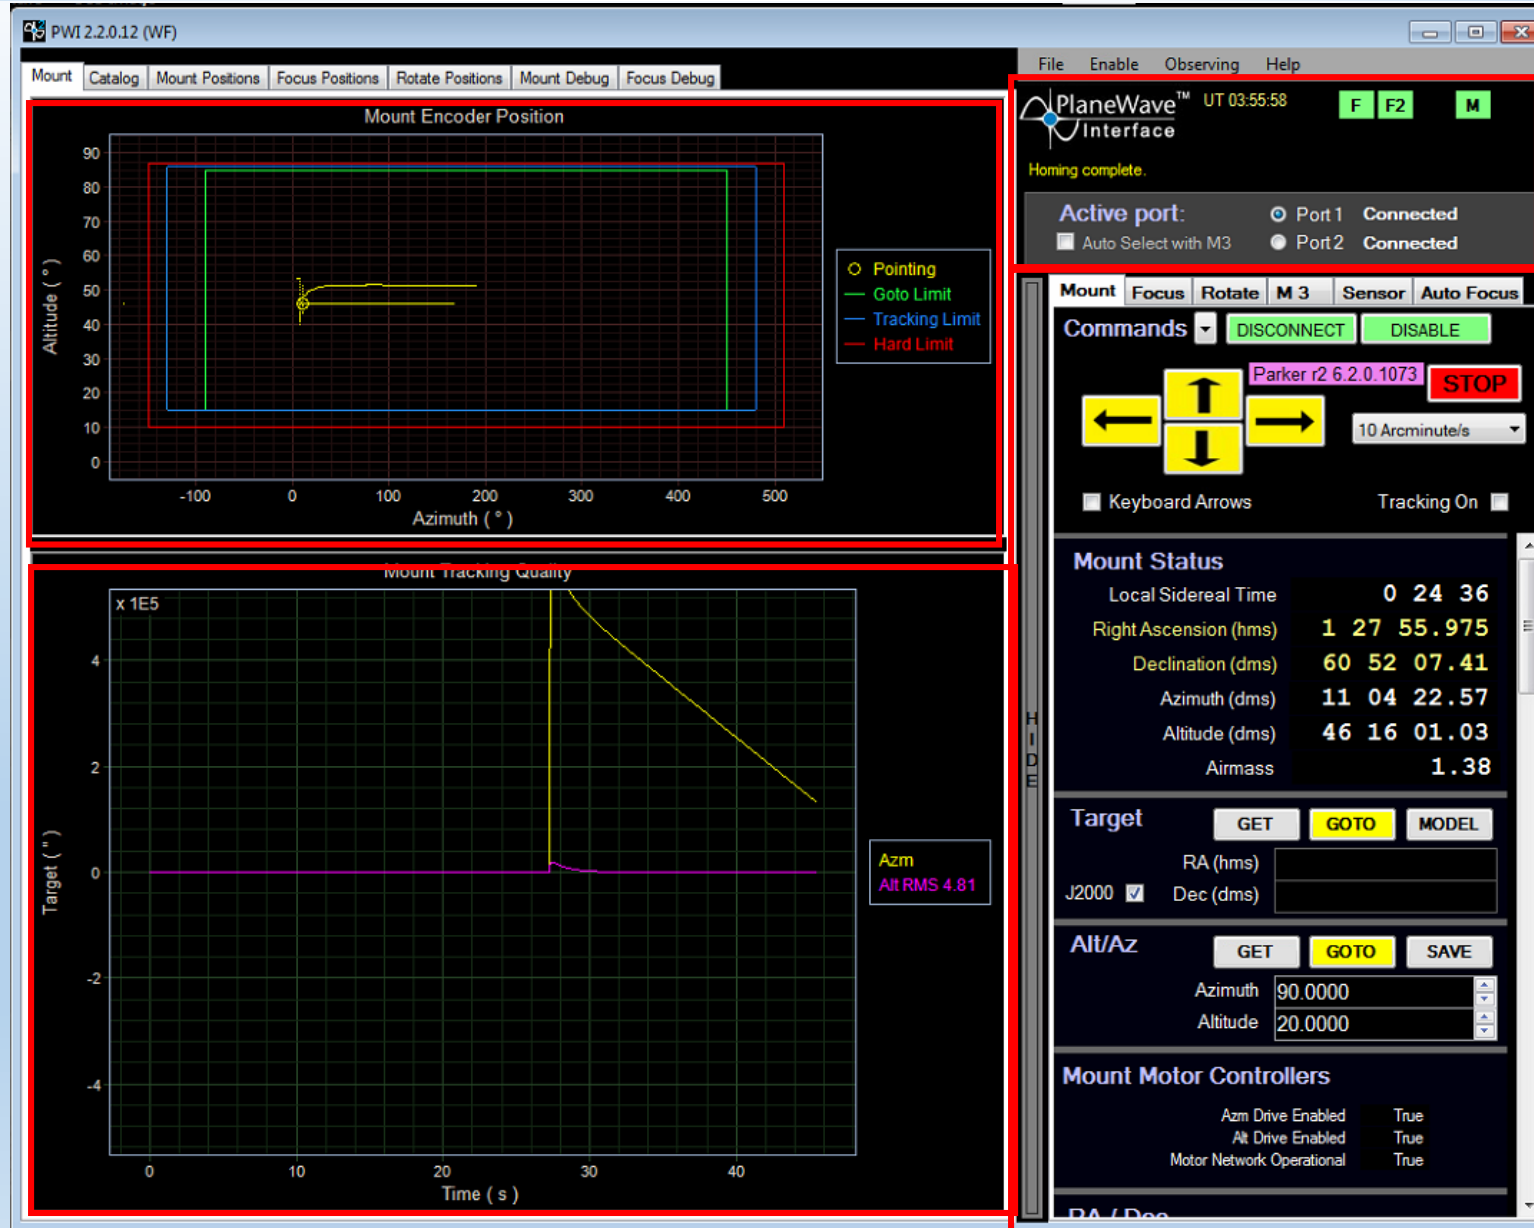 PWI 2.2.0.12 (WF)
Mount Catalog Mount Positions Focus Positions Rotate Positions Mount Debug Focus Debug
Mount Encoder Position
90
80
70
60
50
40
30
20
10
0
Altitude ( ° )
-100 0 100 200 300 400 500
Azimuth ( ° )
Pointing
Goto Limit
Tracking Limit
Hard Limit
Mount Tracking Quality
x 1E5
4
2
0
-2
-4
Target ( " )
0 10 20 30 40
Time ( s )
Azm
Alt RMS 4.81
File Enable Observing Help
PlaneWave™ UT 03:55:58 F F2 M
Interface
Homing complete.
Active port: Port 1 Connected
Auto Select with M3 Port 2 Connected
HIDE
Mount Focus Rotate M 3 Sensor Auto Focus
Commands DISCONNECT DISABLE
Parker r2 6.2.0.1073 STOP
10 Arcminute/s
Keyboard Arrows Tracking On
Mount Status
Local Sidereal Time 0 24 36
Right Ascension (hms) 1 27 55.975
Declination (dms) 60 52 07.41
Azimuth (dms) 11 04 22.57
Altitude (dms) 46 16 01.03
Airmass 1.38
Target GET GOTO MODEL
RA (hms)
J2000 Dec (dms)
Alt/Az GET GOTO SAVE
Azimuth 90.0000
Altitude 20.0000
Mount Motor Controllers
Azm Drive Enabled True
Alt Drive Enabled True
Motor Network Operational True
RA / Dec